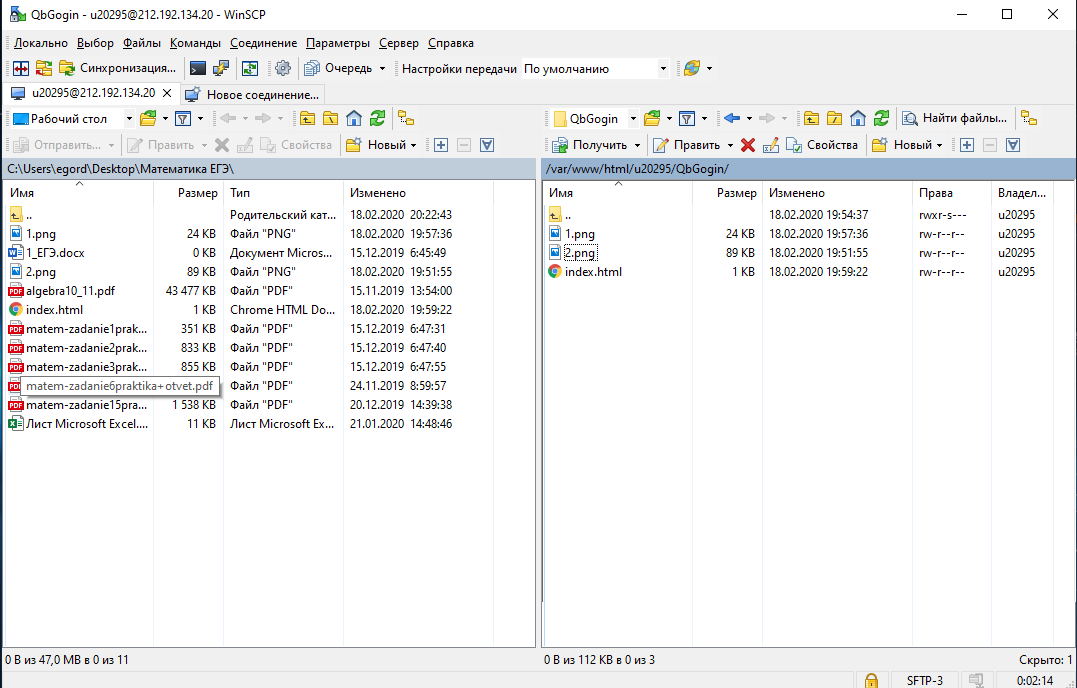 QbGogin - u20295@212.192.134.20 - WinSCP
Локально Выбор Файлы Команды Соединение Параметры Сервер Справка
Синхронизация... Очередь Настройки передачи По умолчанию
u20295@212.192.134.20 Новое соединение...
Рабочий стол QbGogin Найти файлы...
Отправить... Править Свойства Новый Получить Править Свойства Новый
C:\Users\egord\Desktop\Математика ЕГЭ\ /var/www/html/u20295/QbGogin/
Имя Размер Тип Изменено
.. Родительский кат... 18.02.2020 20:22:43
1.png 24 KB Файл "PNG" 18.02.2020 19:57:36
1_ЕГЭ.docx 0 KB Документ Micros... 15.12.2019 6:45:49
2.png 89 KB Файл "PNG" 18.02.2020 19:51:55
algebra10_11.pdf 43 477 KB Файл "PDF" 15.11.2019 13:54:00
index.html 1 KB Chrome HTML Do... 18.02.2020 19:59:22
matem-zadanie1prak... 351 KB Файл "PDF" 15.12.2019 6:47:31
matem-zadanie2prak... 833 KB Файл "PDF" 15.12.2019 6:47:40
matem-zadanie3prak... 855 KB Файл "PDF" 15.12.2019 6:47:55
matem-zadanie6praktika+otvet.pdf Файл "PDF" 24.11.2019 8:59:57
matem-zadanie15pra... 1 538 KB Файл "PDF" 20.12.2019 14:39:38
Лист Microsoft Excel.... 11 KB Лист Microsoft Ex... 21.01.2020 14:48:46
Имя Размер Изменено Права Владел...
.. 18.02.2020 19:54:37 rwxr-s--- u20295
1.png 24 KB 18.02.2020 19:57:36 rw-r--r-- u20295
2.png 89 KB 18.02.2020 19:51:55 rw-r--r-- u20295
index.html 1 KB 18.02.2020 19:59:22 rw-r--r-- u20295
0 B из 47,0 MB в 0 из 11 0 B из 112 KB в 0 из 3 Скрыто: 1
SFTP-3 0:02:14